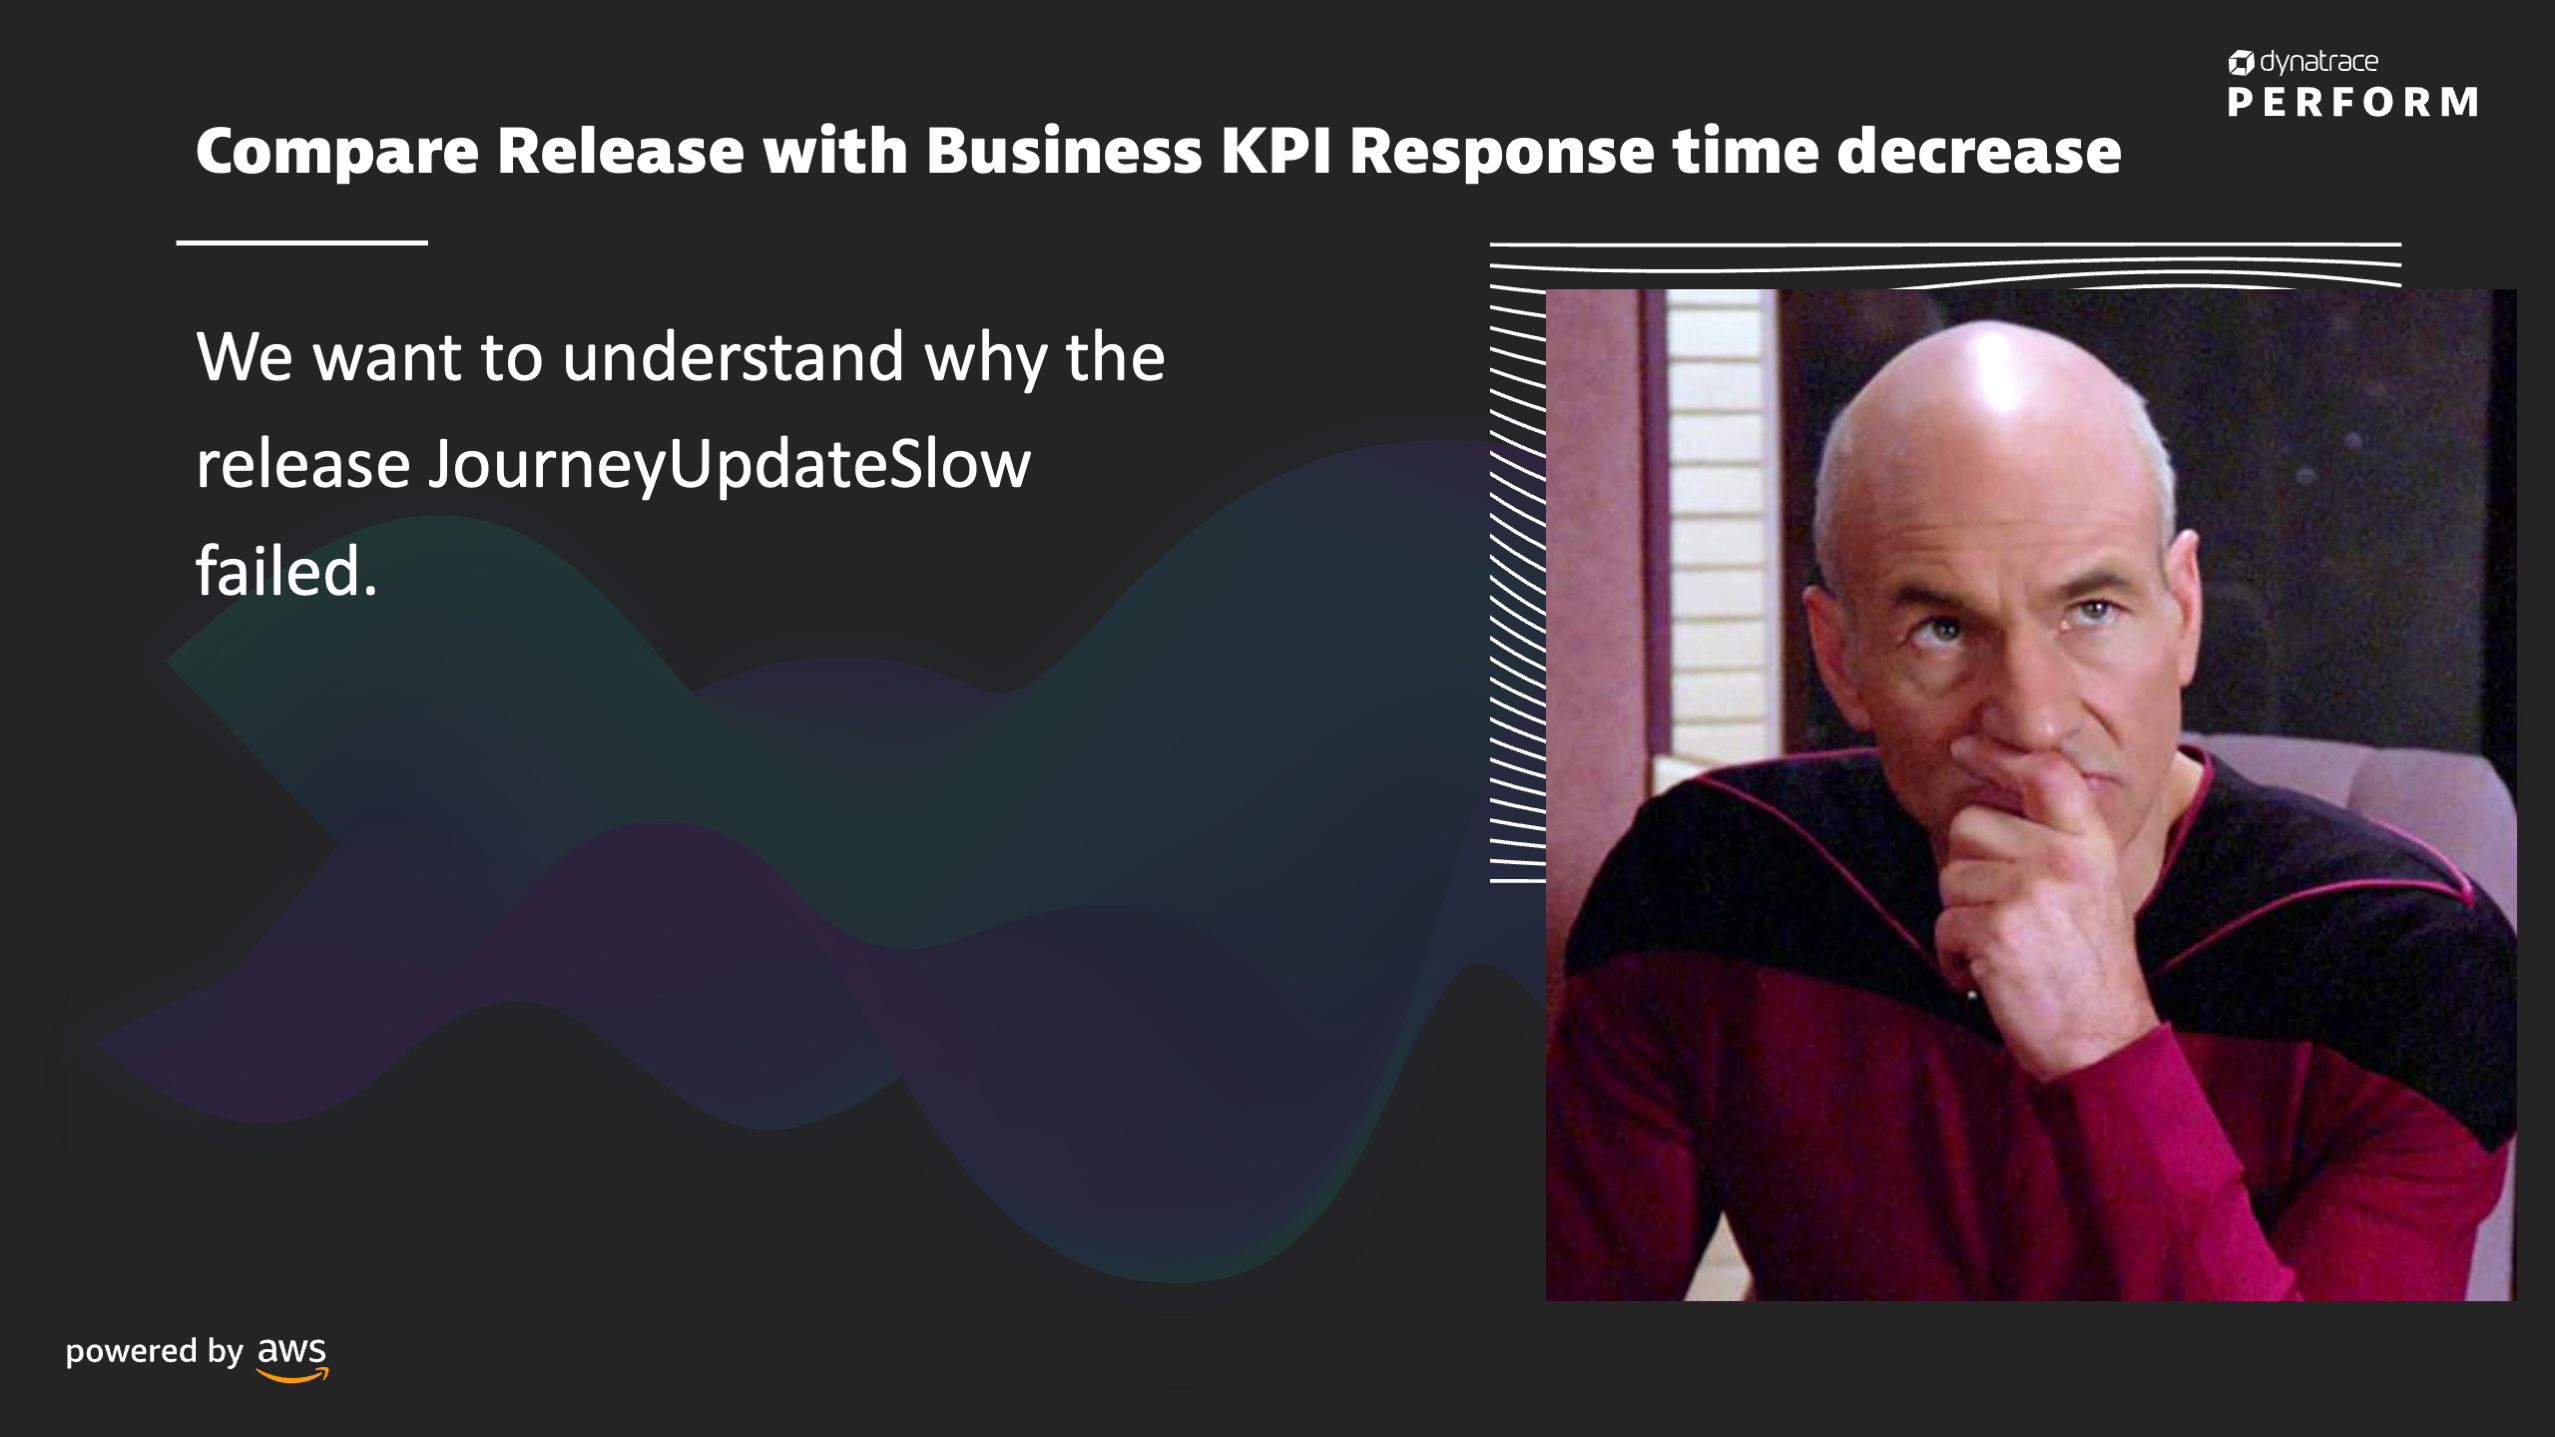 dynatrace
PERFORM
Compare Release with Business KPI Response time decrease
We want to understand why the
release JourneyUpdateSlow
failed.
powered by aws